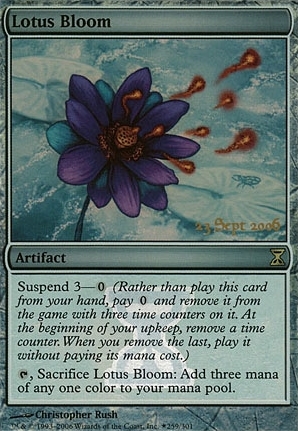 Lotus Bloom
23 Sept 2006
Artifact
Suspend 3—0 (Rather than play this card
from your hand, pay 0 and remove it from
the game with three time counters on it. At
the beginning of your upkeep, remove a time
counter. When you remove the last, play it
without paying its mana cost.)
, Sacrifice Lotus Bloom: Add three mana
of any one color to your mana pool.
Christopher Rush
™ & © 1993–2006 Wizards of the Coast, Inc. ★259/301